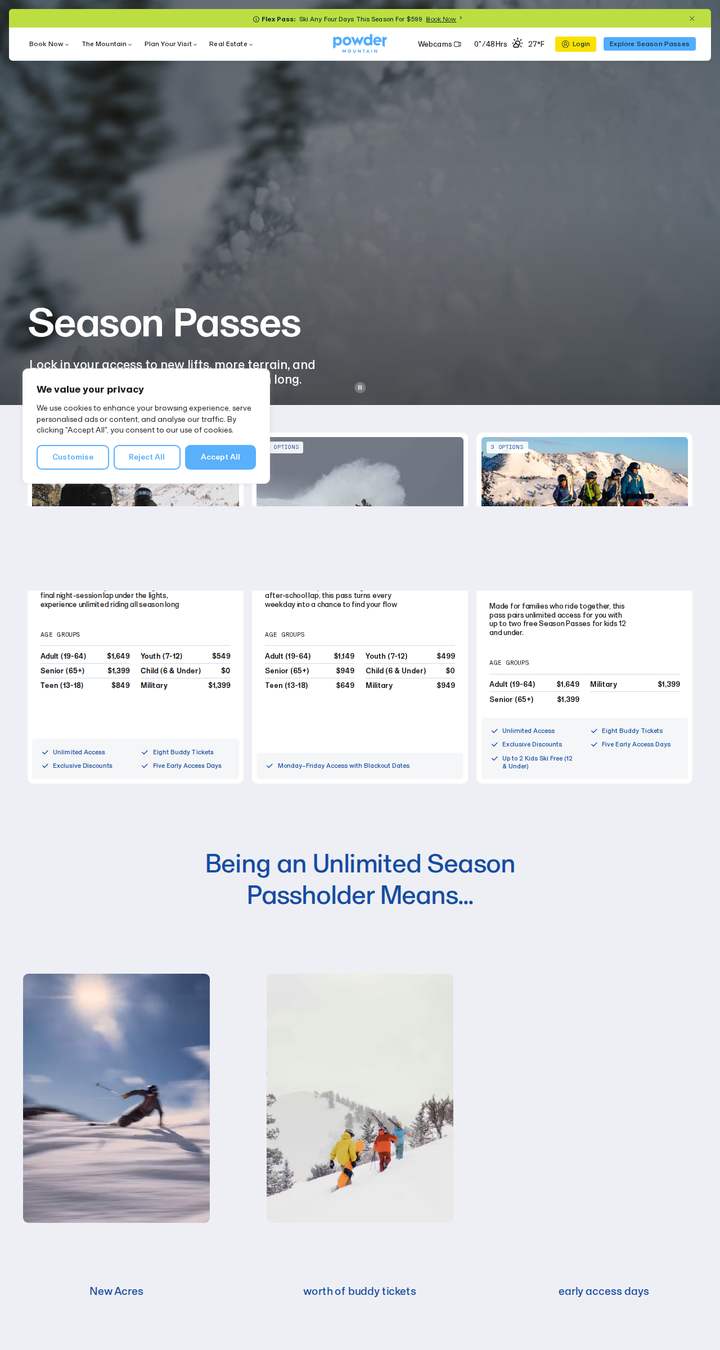 Flex Pass: Ski Any Four Days This Season For $599 Book Now
Book Now
The Mountain
Plan Your Visit
Real Estate
powder
MOUNTAIN
Webcams
0"/48Hrs
27°F
Login
Explore Season Passes
Season Passes
Lock in your access to new lifts, more terrain, and
long.
We value your privacy
We use cookies to enhance your browsing experience, serve
personalised ads or content, and analyse our traffic. By
clicking "Accept All", you consent to our use of cookies.
Customise
Reject All
Accept All
OPTIONS
3 OPTIONS
final night-session lap under the lights,
experience unlimited riding all season long
AGE GROUPS
Adult (19-64) $1,649 Youth (7-12) $549
Senior (65+) $1,399 Child (6 & Under) $0
Teen (13-18) $849 Military $1,399
Unlimited Access
Eight Buddy Tickets
Exclusive Discounts
Five Early Access Days
after-school lap, this pass turns every
weekday into a chance to find your flow
AGE GROUPS
Adult (19-64) $1,149 Youth (7-12) $499
Senior (65+) $949 Child (6 & Under) $0
Teen (13-18) $649 Military $949
Monday–Friday Access with Blackout Dates
Made for families who ride together, this
pass pairs unlimited access for you with
up to two free Season Passes for kids 12
and under.
AGE GROUPS
Adult (19-64) $1,649 Military $1,399
Senior (65+) $1,399
Unlimited Access
Eight Buddy Tickets
Exclusive Discounts
Five Early Access Days
Up to 2 Kids Ski Free (12
& Under)
Being an Unlimited Season
Passholder Means...
New Acres
worth of buddy tickets
early access days